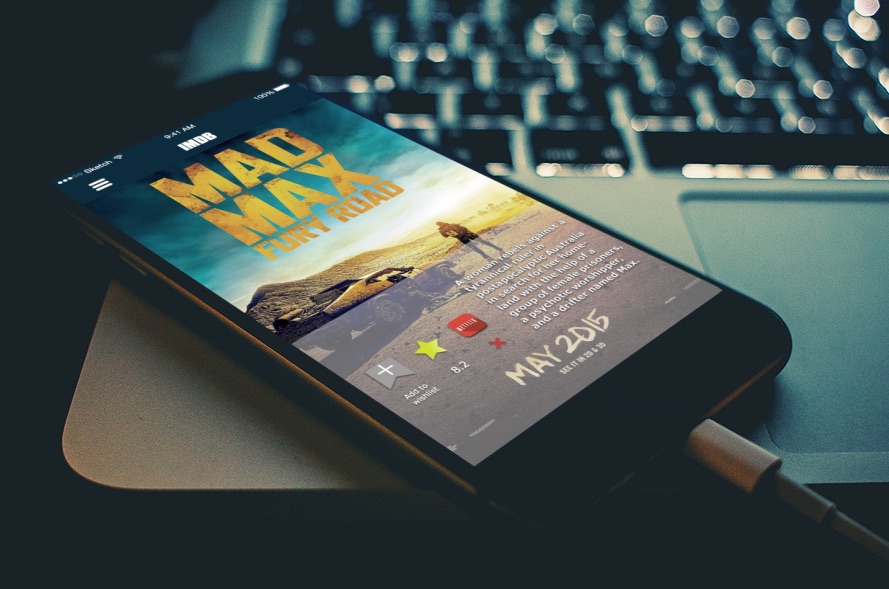 Sketch
9:41 AM
100%
IMDB
MAD
MAX
FURY ROAD
A woman rebels against a
tyrannical ruler in
postapocalyptic Australia
in search for her home-
land with the help of a
group of female prisoners,
a psychotic worshipper,
and a drifter named Max.
NETFLIX
8.2
Add to
wishlist
MAY 2015
SEE IT IN 2D & 3D